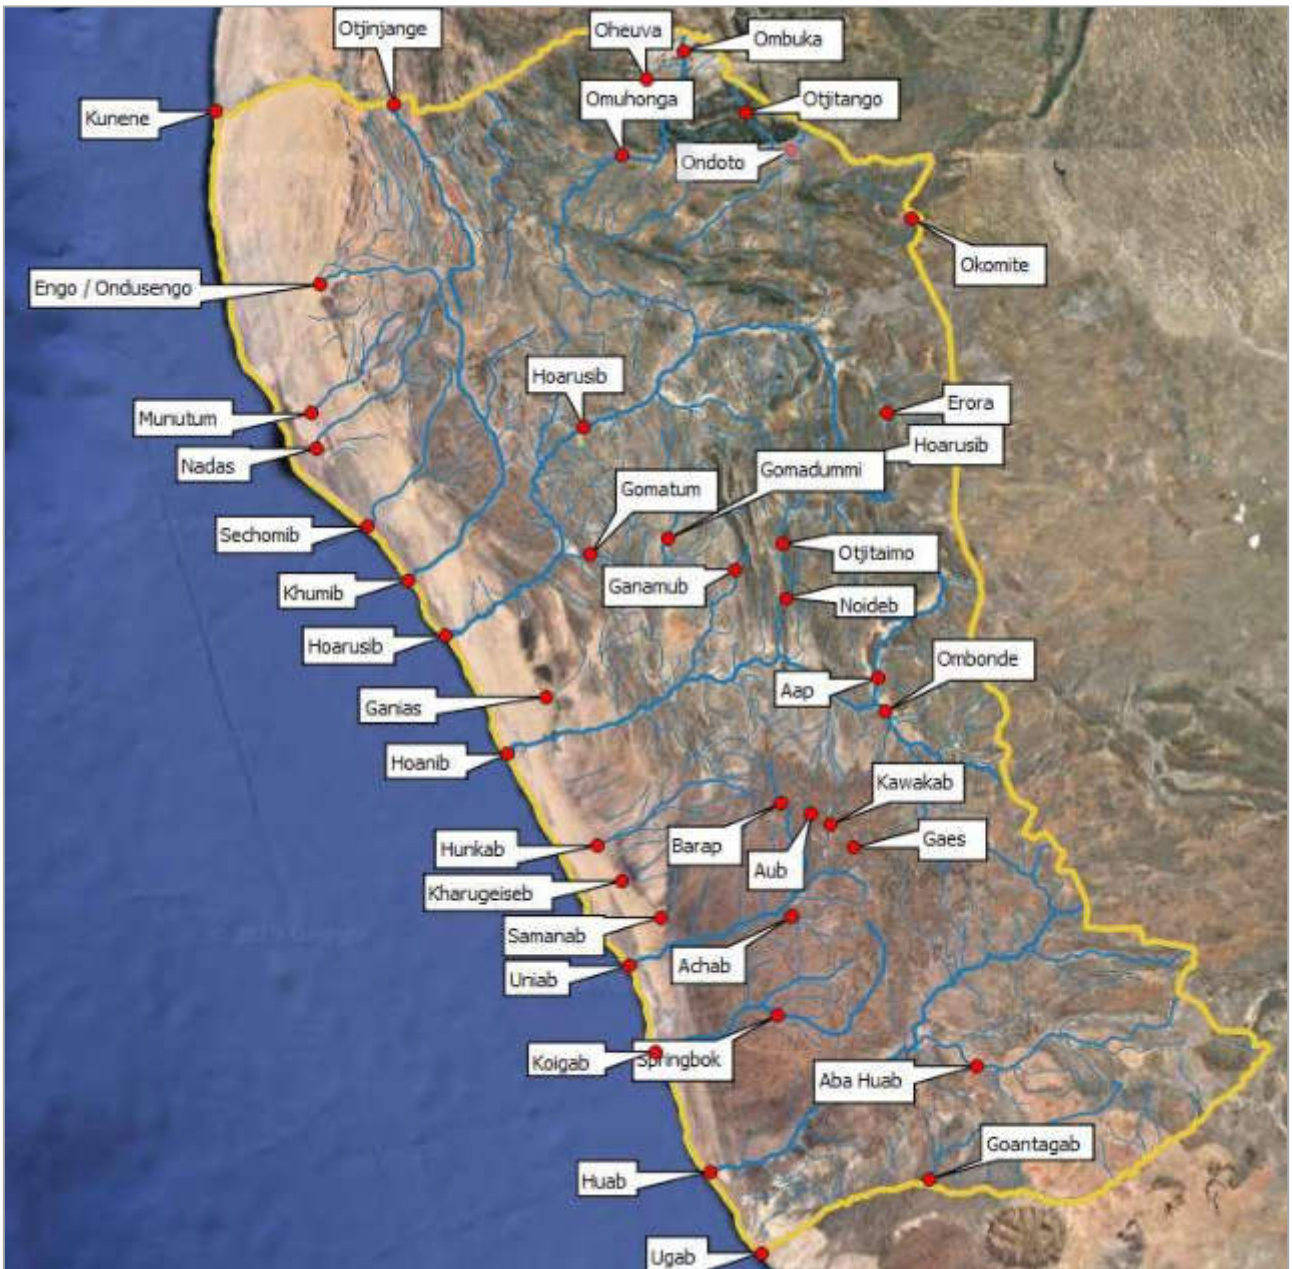 Otjinjange
Oheuva
Ombuka
Kunene
Omuhonga
Otjitango
Ondoto
Okomite
Engo / Ondusengo
Hoarusib
Munutum
Erora
Nadas
Hoarusib
Gomadummi
Gomatum
Sechomib
Otjitaimo
Khumib
Ganamub
Noideb
Hoarusib
Ombonde
Aap
Ganias
Hoanib
Kawakab
Hunkab
Barap
Gaes
Aub
Kharugeiseb
Samanab
Achab
Uniab
Koigab
Springbok
Aba Huab
Goantagab
Huab
Ugab